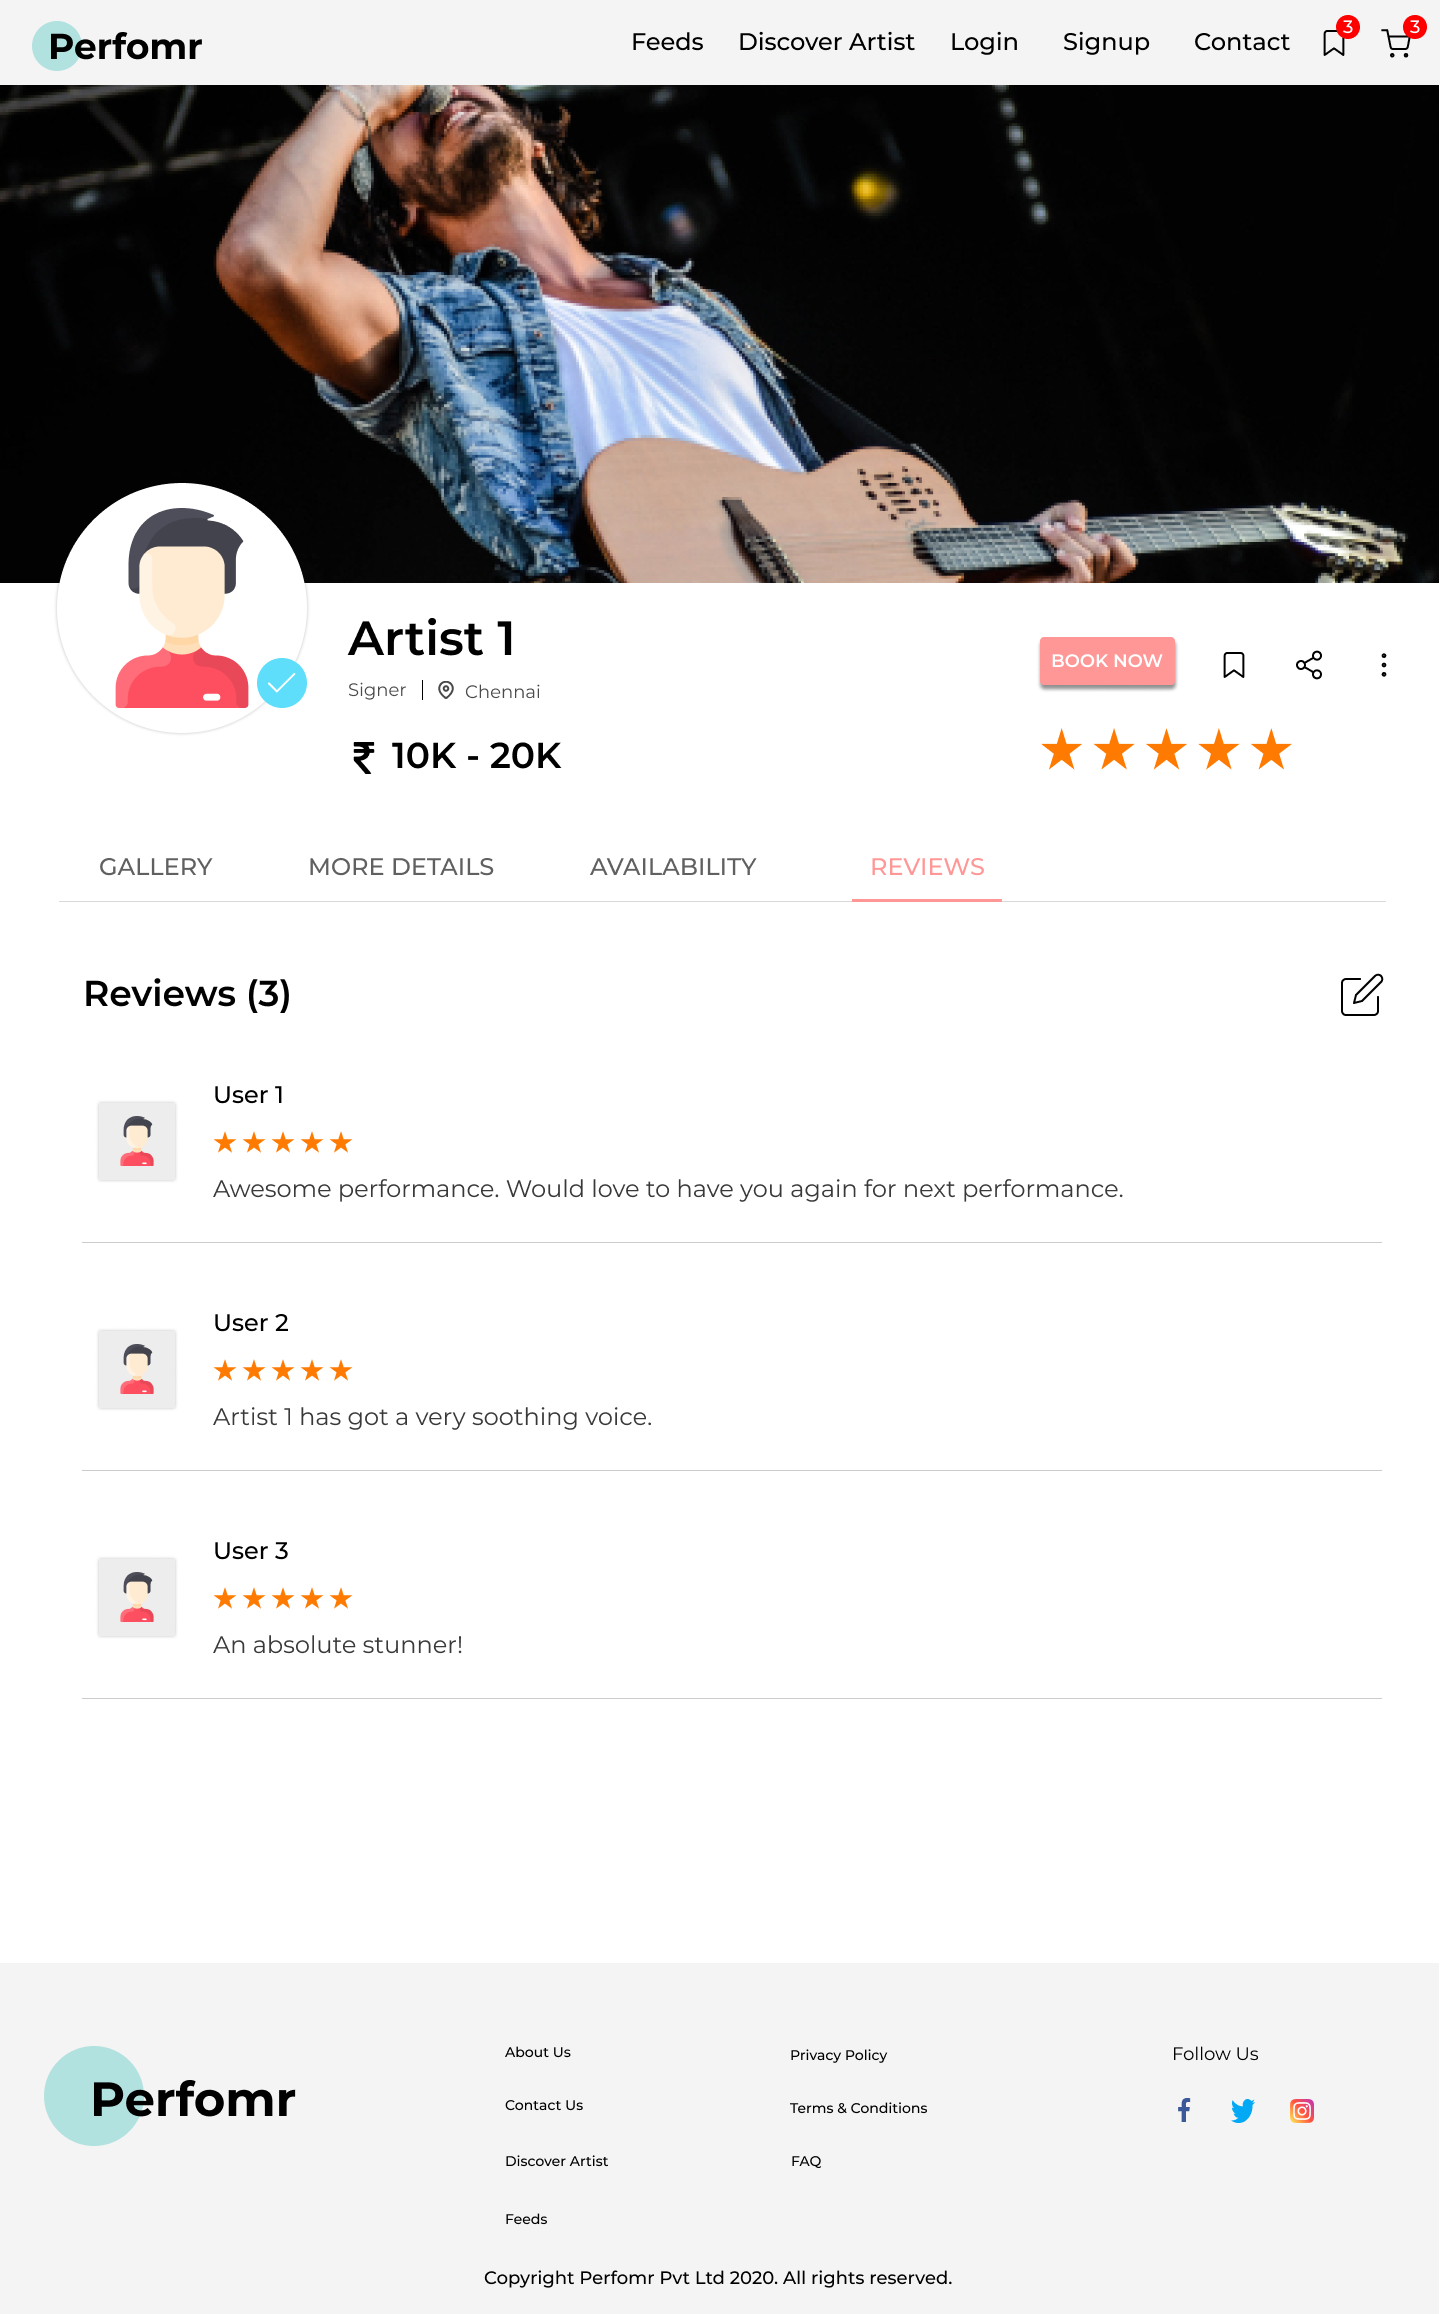 Perfomr
Feeds Discover Artist Login Signup Contact 3 3
Artist 1
Signer | Chennai
₹ 10K - 20K
BOOK NOW
GALLERY MORE DETAILS AVAILABILITY REVIEWS
Reviews (3)
User 1
Awesome performance. Would love to have you again for next performance.
User 2
Artist 1 has got a very soothing voice.
User 3
An absolute stunner!
Perfomr
About Us
Contact Us
Discover Artist
Feeds
Privacy Policy
Terms & Conditions
FAQ
Follow Us
Copyright Perfomr Pvt Ltd 2020. All rights reserved.